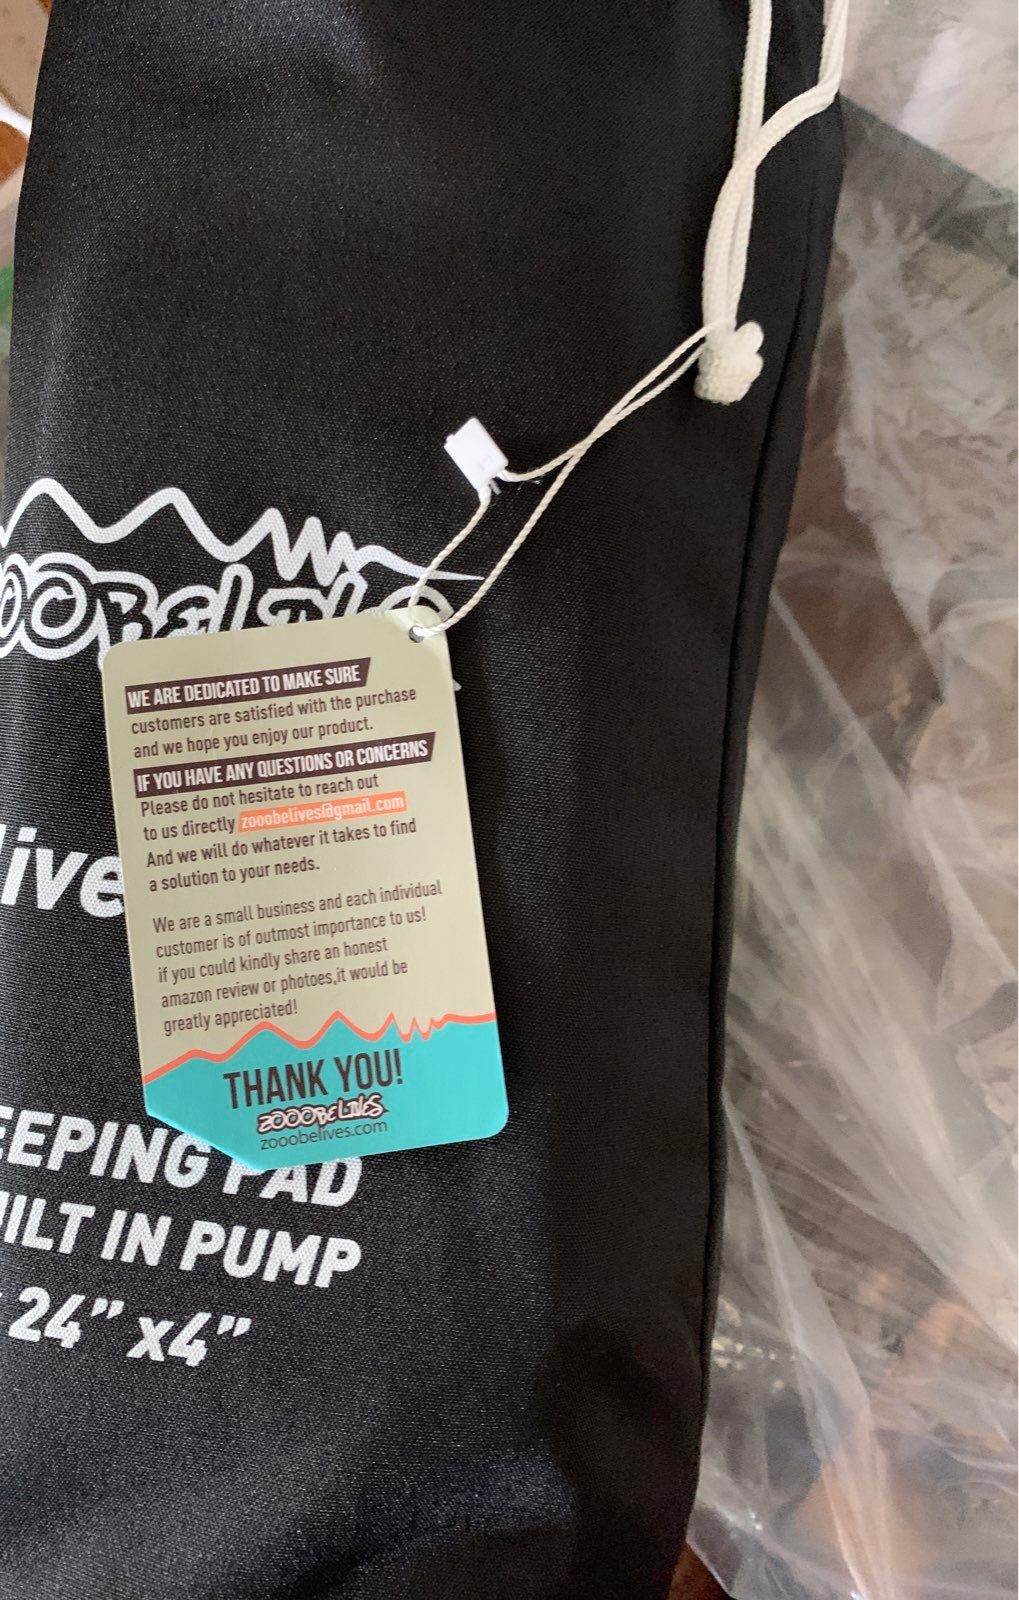 WE ARE DEDICATED TO MAKE SURE
customers are satisfied with the purchase
and we hope you enjoy our product.
IF YOU HAVE ANY QUESTIONS OR CONCERNS
Please do not hesitate to reach out
to us directly zooobelives@gmail.com
And we will do whatever it takes to find
a solution to your needs.
We are a small business and each individual
customer is of outmost importance to us!
if you could kindly share an honest
amazon review or photoes,it would be
greatly appreciated!
THANK YOU!
ZOOOBELIVES
zooobelives.com
PAD
IN PUMP
24” x4”